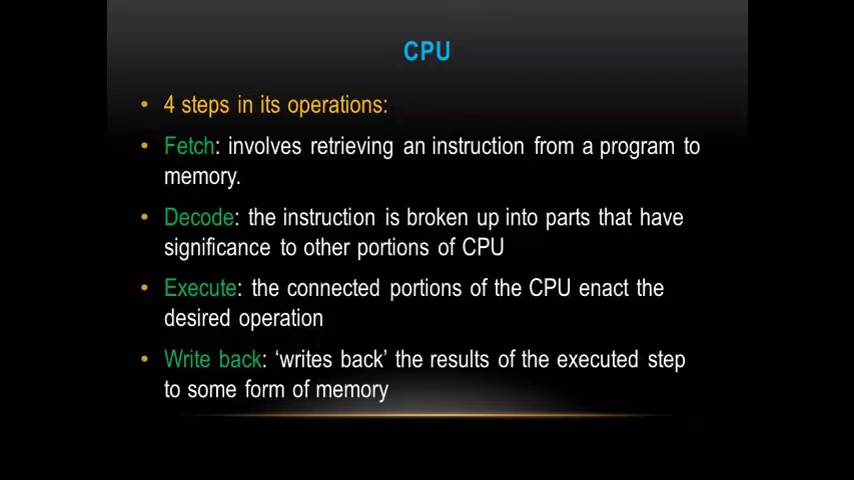 CPU
• 4 steps in its operations:
• Fetch: involves retrieving an instruction from a program to
memory.
• Decode: the instruction is broken up into parts that have
significance to other portions of CPU
• Execute: the connected portions of the CPU enact the
desired operation
• Write back: ‘writes back’ the results of the executed step
to some form of memory